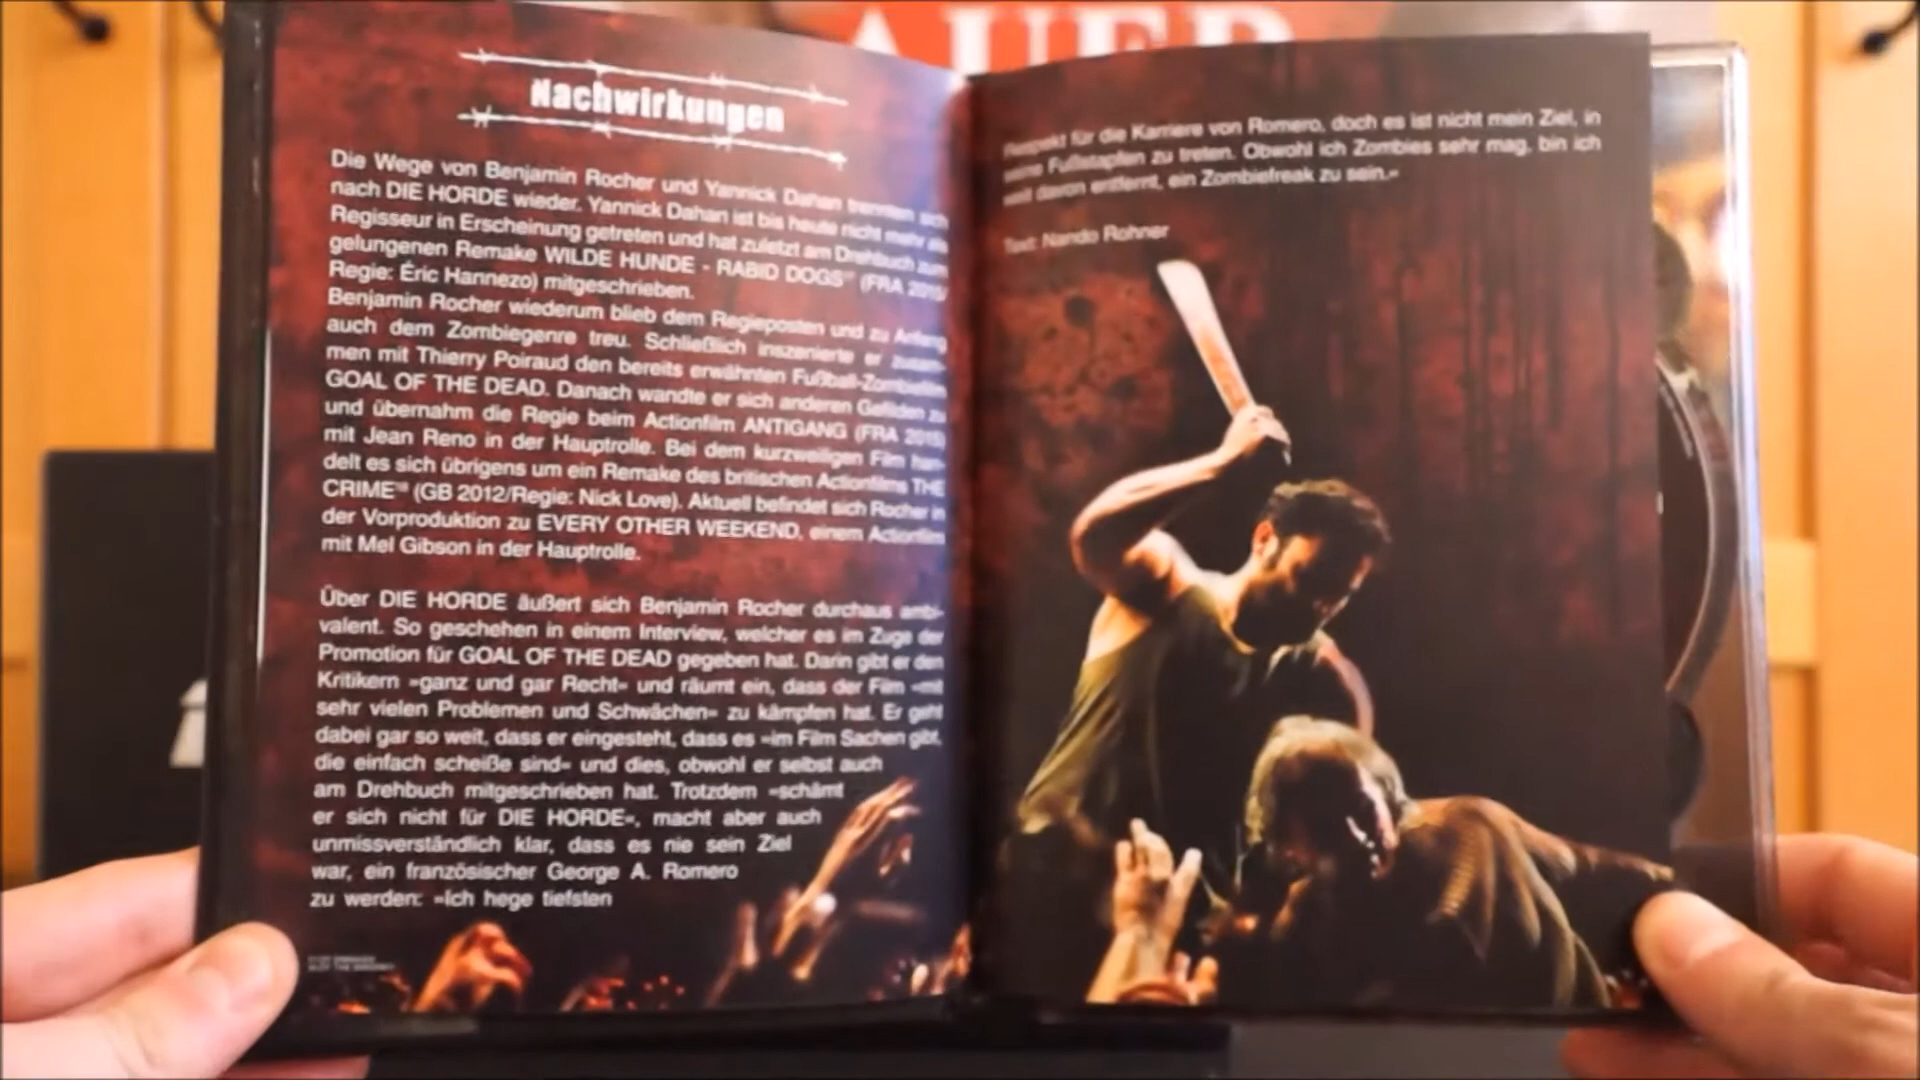 AUER
Nachwirkungen
Die Wege von Benjamin Rocher und Yannick Dahan trennten sich
nach DIE HORDE wieder. Yannick Dahan ist bis heute nicht mehr als
Regisseur in Erscheinung getreten und hat zuletzt am Drehbuch zum
gelungenen Remake WILDE HUNDE - RABID DOGS (FRA 2015/
Regie: Éric Hannezo) mitgeschrieben.
Benjamin Rocher wiederum blieb dem Regieposten und zu Anfang
auch dem Zombiegenre treu. Schließlich inszenierte er zusam-
men mit Thierry Poiraud den bereits erwähnten Fußball-Zombiefilm
GOAL OF THE DEAD. Danach wandte er sich anderen Gefilden zu
und übernahm die Regie beim Actionfilm ANTIGANG (FRA 2015)
mit Jean Reno in der Hauptrolle. Bei dem kurzweiligen Film han-
delt es sich übrigens um ein Remake des britischen Actionfilms THE
CRIME (GB 2012/Regie: Nick Love). Aktuell befindet sich Rocher in
der Vorproduktion zu EVERY OTHER WEEKEND, einem Actionfilm
mit Mel Gibson in der Hauptrolle.
Über DIE HORDE äußert sich Benjamin Rocher durchaus ambi-
valent. So geschehen in einem Interview, welcher es im Zuge der
Promotion für GOAL OF THE DEAD gegeben hat. Darin gibt er den
Kritikern »ganz und gar Recht« und räumt ein, dass der Film »mit
sehr vielen Problemen und Schwächen« zu kämpfen hat. Er geht
dabei gar so weit, dass er eingesteht, dass es »im Film Sachen gibt,
die einfach scheiße sind« und dies, obwohl er selbst auch
am Drehbuch mitgeschrieben hat. Trotzdem »schämt
er sich nicht für DIE HORDE«, macht aber auch
unmissverständlich klar, dass es nie sein Ziel
war, ein französischer George A. Romero
zu werden: »Ich hege tiefsten
Respekt für die Karriere von Romero, doch es ist nicht mein Ziel, in
seine Fußstapfen zu treten. Obwohl ich Zombies sehr mag, bin ich
weit davon entfernt, ein Zombiefreak zu sein.«
Text: Nando Rohner